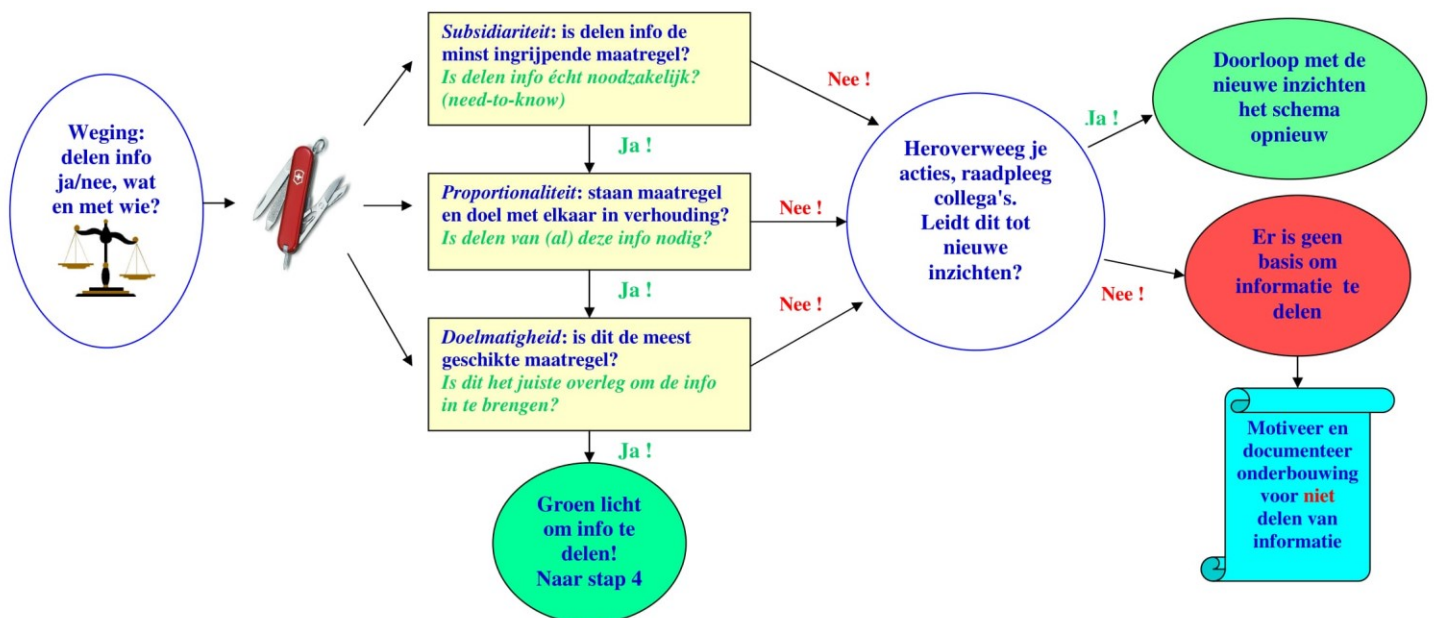 Weging:
delen info
ja/nee, wat
en met wie?
Subsidiariteit: is delen info de
minst ingrijpende maatregel?
Is delen info écht noodzakelijk?
(need-to-know)
Ja !
Nee !
Proportionaliteit: staan maatregel
en doel met elkaar in verhouding?
Is delen van (al) deze info nodig?
Ja !
Nee !
Doelmatigheid: is dit de meest
geschikte maatregel?
Is dit het juiste overleg om de info
in te brengen?
Ja !
Nee !
Groen licht
om info te
delen!
Naar stap 4
Heroverweeg je
acties, raadpleeg
collega's.
Leidt dit tot
nieuwe
inzichten?
Ja !
Doorloop met de
nieuwe inzichten
het schema
opnieuw
Nee !
Er is geen
basis om
informatie te
delen
Motiveer en
documenteer
onderbouwing
voor niet
delen van
informatie